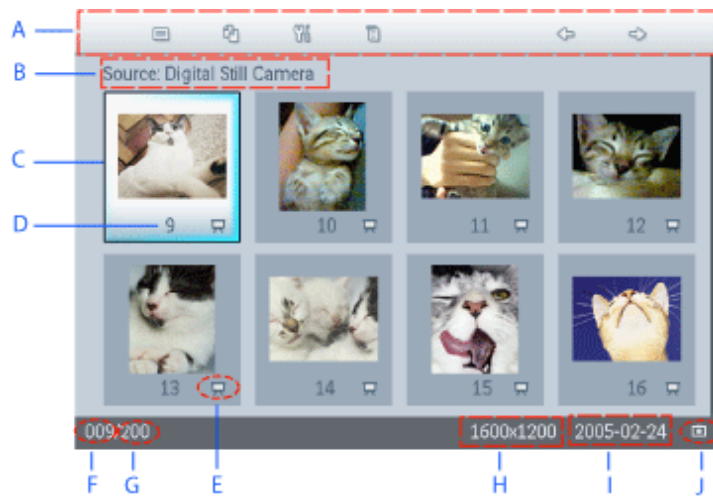 A
B Source: Digital Still Camera
C
D 9 10 11 12
13 14 15 16
009/200 1600x1200 2005-02-24
F G E H I J